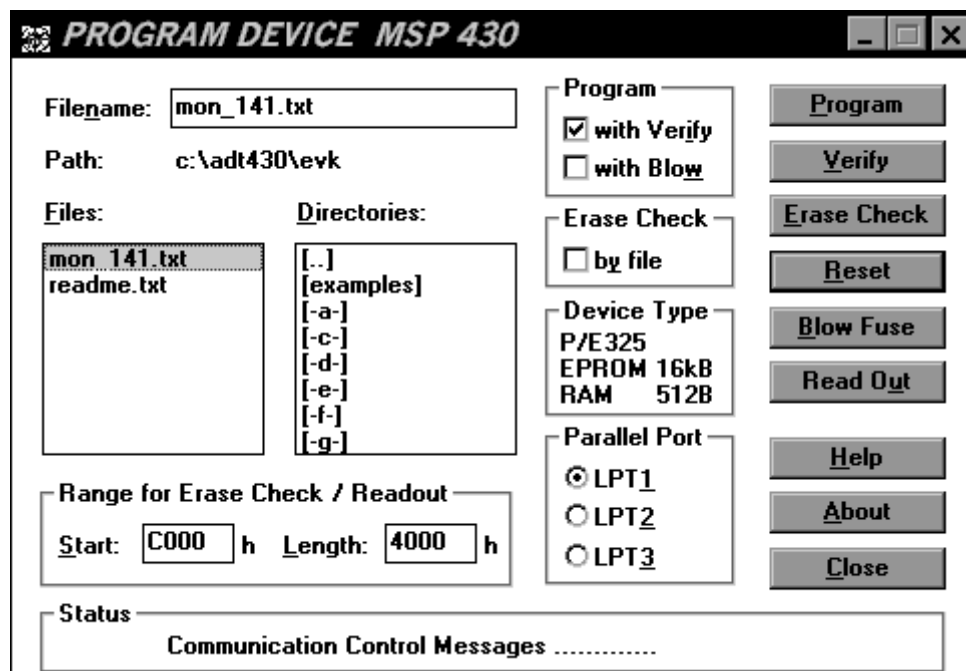 PROGRAM DEVICE MSP 430
Filename: mon_141.txt
Path: c:\adt430\evk
Files:
mon_141.txt
readme.txt
Directories:
[..]
[examples]
[-a-]
[-c-]
[-d-]
[-e-]
[-f-]
[-g-]
Range for Erase Check / Readout
Start: C000 h Length: 4000 h
Program
with Verify
with Blow
Erase Check
by file
Device Type
P/E325
EPROM 16kB
RAM 512B
Parallel Port
LPT1
LPT2
LPT3
Program
Verify
Erase Check
Reset
Blow Fuse
Read Out
Help
About
Close
Status
Communication Control Messages .............